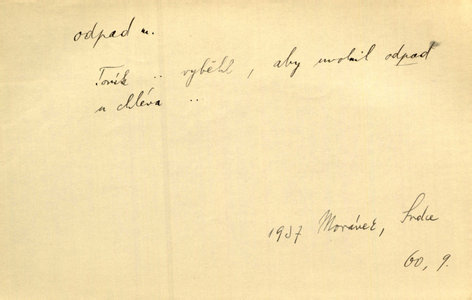 odpad m.
Toník .. vyběhl, aby uvolnil odpad
u chléva ..
1937 Morávek, Srdce
60, 9.